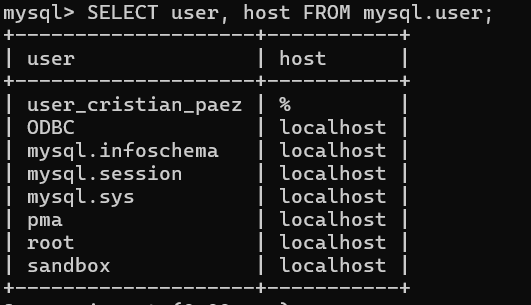 mysql> SELECT user, host FROM mysql.user;
+-------------------+-----------+
| user              | host      |
+-------------------+-----------+
| user_cristian_paez | %         |
| ODBC              | localhost |
| mysql.infoschema  | localhost |
| mysql.session     | localhost |
| mysql.sys         | localhost |
| pma               | localhost |
| root              | localhost |
| sandbox           | localhost |
+-------------------+-----------+